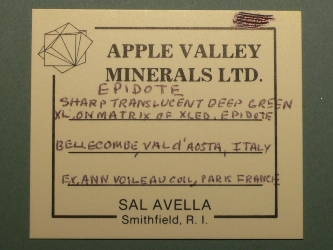 APPLE VALLEY
MINERALS LTD.
EPIDOTE
SHARP TRANSLUCENT DEEP GREEN
XL, ON MATRIX OF XLED. EPIDOTE
BELLECOMBE, VAL d'AOSTA, ITALY
EX. ANN VOILEAU COLL, PARK FRANCE
SAL AVELLA
Smithfield, R. I.